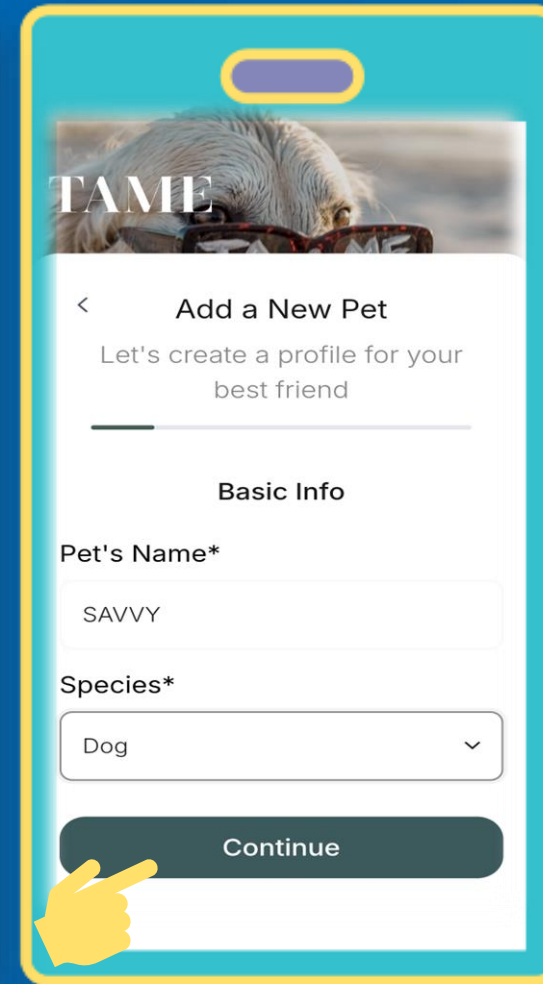 TAME
TAME
Add a New Pet
Let's create a profile for your
best friend
Basic Info
Pet's Name*
SAVVY
Species*
Dog
Continue